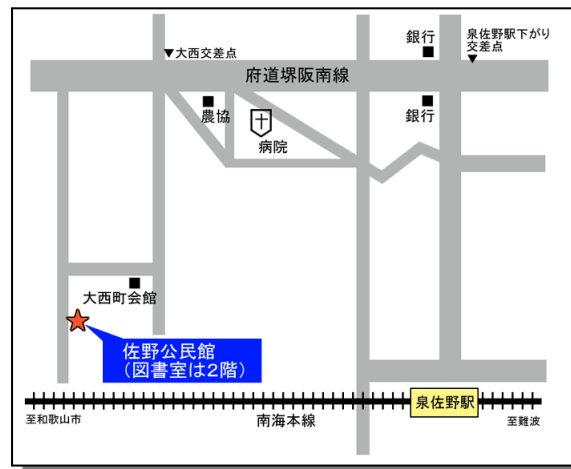 泉佐野駅下がり
交差点
銀行
▼大西交差点
府道堺阪南線
農協
銀行
病院
大西町会館
佐野公民館
(図書室は2階)
泉佐野駅
至和歌山市
南海本線
至難波